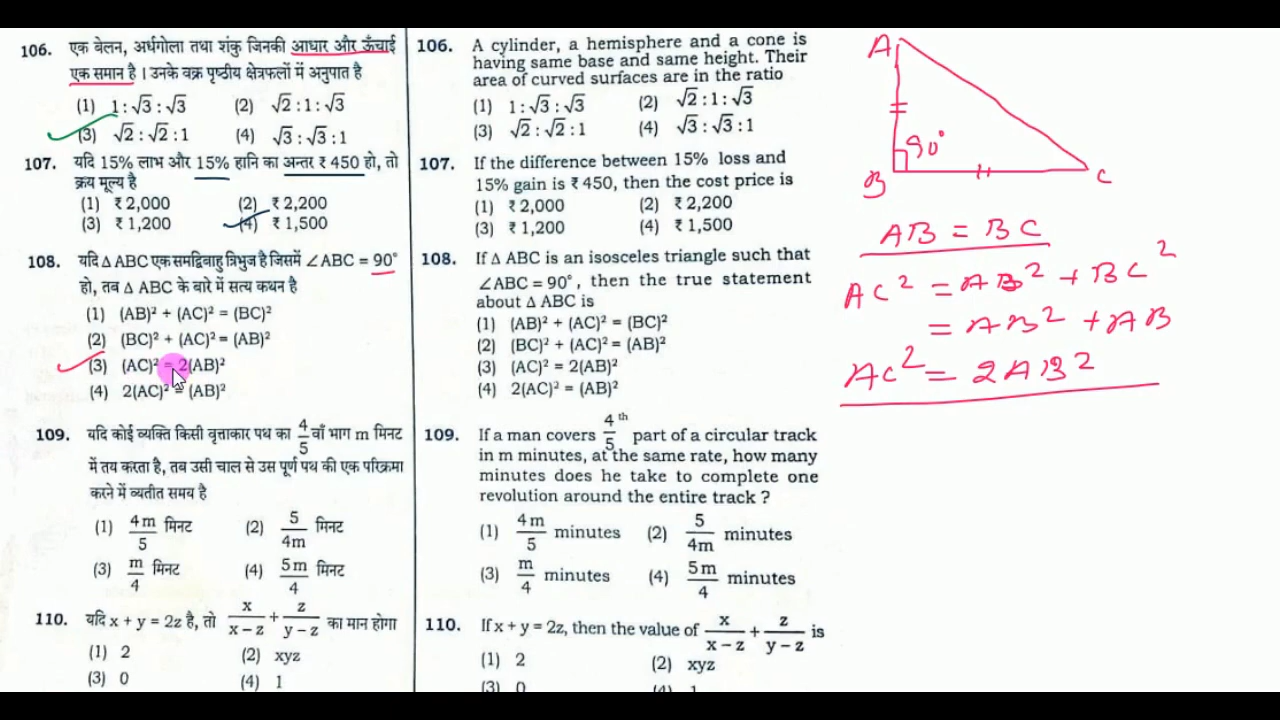 106. एक बेलन, अर्धगोला तथा शंकु जिनकी आधार और ऊँचाई
एक समान है । उनके वक्र पृष्ठीय क्षेत्रफलों में अनुपात है
(1) 1 : √3 : √3 (2) √2 : 1 : √3
(3) √2 : √2 : 1 (4) √3 : √3 : 1
107. यदि 15% लाभ और 15% हानि का अन्तर ₹ 450 हो, तो
क्रय मूल्य है
(1) ₹ 2,000 (2) ₹ 2,200
(3) ₹ 1,200 (4) ₹ 1,500
108. यदि Δ ABC एक समद्विबाहु त्रिभुज है जिसमें ∠ ABC = 90°
हो, तब Δ ABC के बारे में सत्य कथन है
(1) (AB)² + (AC)² = (BC)²
(2) (BC)² + (AC)² = (AB)²
(3) (AC)² = 2(AB)²
(4) 2(AC)² = (AB)²
109. यदि कोई व्यक्ति किसी वृत्ताकार पथ का 4/5 वाँ भाग m मिनट
में तय करता है, तब उसी चाल से उस पूर्ण पथ की एक परिक्रमा
करने में व्यतीत समय है
(1) 4m/5 मिनट (2) 5/4m मिनट
(3) m/4 मिनट (4) 5m/4 मिनट
110. यदि x + y = 2z है, तो x/(x – z) + z/(y – z) का मान होगा
(1) 2 (2) xyz
(3) 0 (4) 1
106. A cylinder, a hemisphere and a cone is
having same base and same height. Their
area of curved surfaces are in the ratio
(1) 1 : √3 : √3 (2) √2 : 1 : √3
(3) √2 : √2 : 1 (4) √3 : √3 : 1
107. If the difference between 15% loss and
15% gain is ₹ 450, then the cost price is
(1) ₹ 2,000 (2) ₹ 2,200
(3) ₹ 1,200 (4) ₹ 1,500
108. If Δ ABC is an isosceles triangle such that
∠ABC = 90°, then the true statement
about Δ ABC is
(1) (AB)² + (AC)² = (BC)²
(2) (BC)² + (AC)² = (AB)²
(3) (AC)² = 2(AB)²
(4) 2(AC)² = (AB)²
109. If a man covers 4/5 th part of a circular track
in m minutes, at the same rate, how many
minutes does he take to complete one
revolution around the entire track ?
(1) 4m/5 minutes (2) 5/4m minutes
(3) m/4 minutes (4) 5m/4 minutes
110. If x + y = 2z, then the value of x/(x – z) + z/(y – z) is
(1) 2 (2) xyz
(3) 0 (4) 1
A
90°
B C
AB = BC
AC² = AB² + BC²
= AB² + AB
AC² = 2AB²